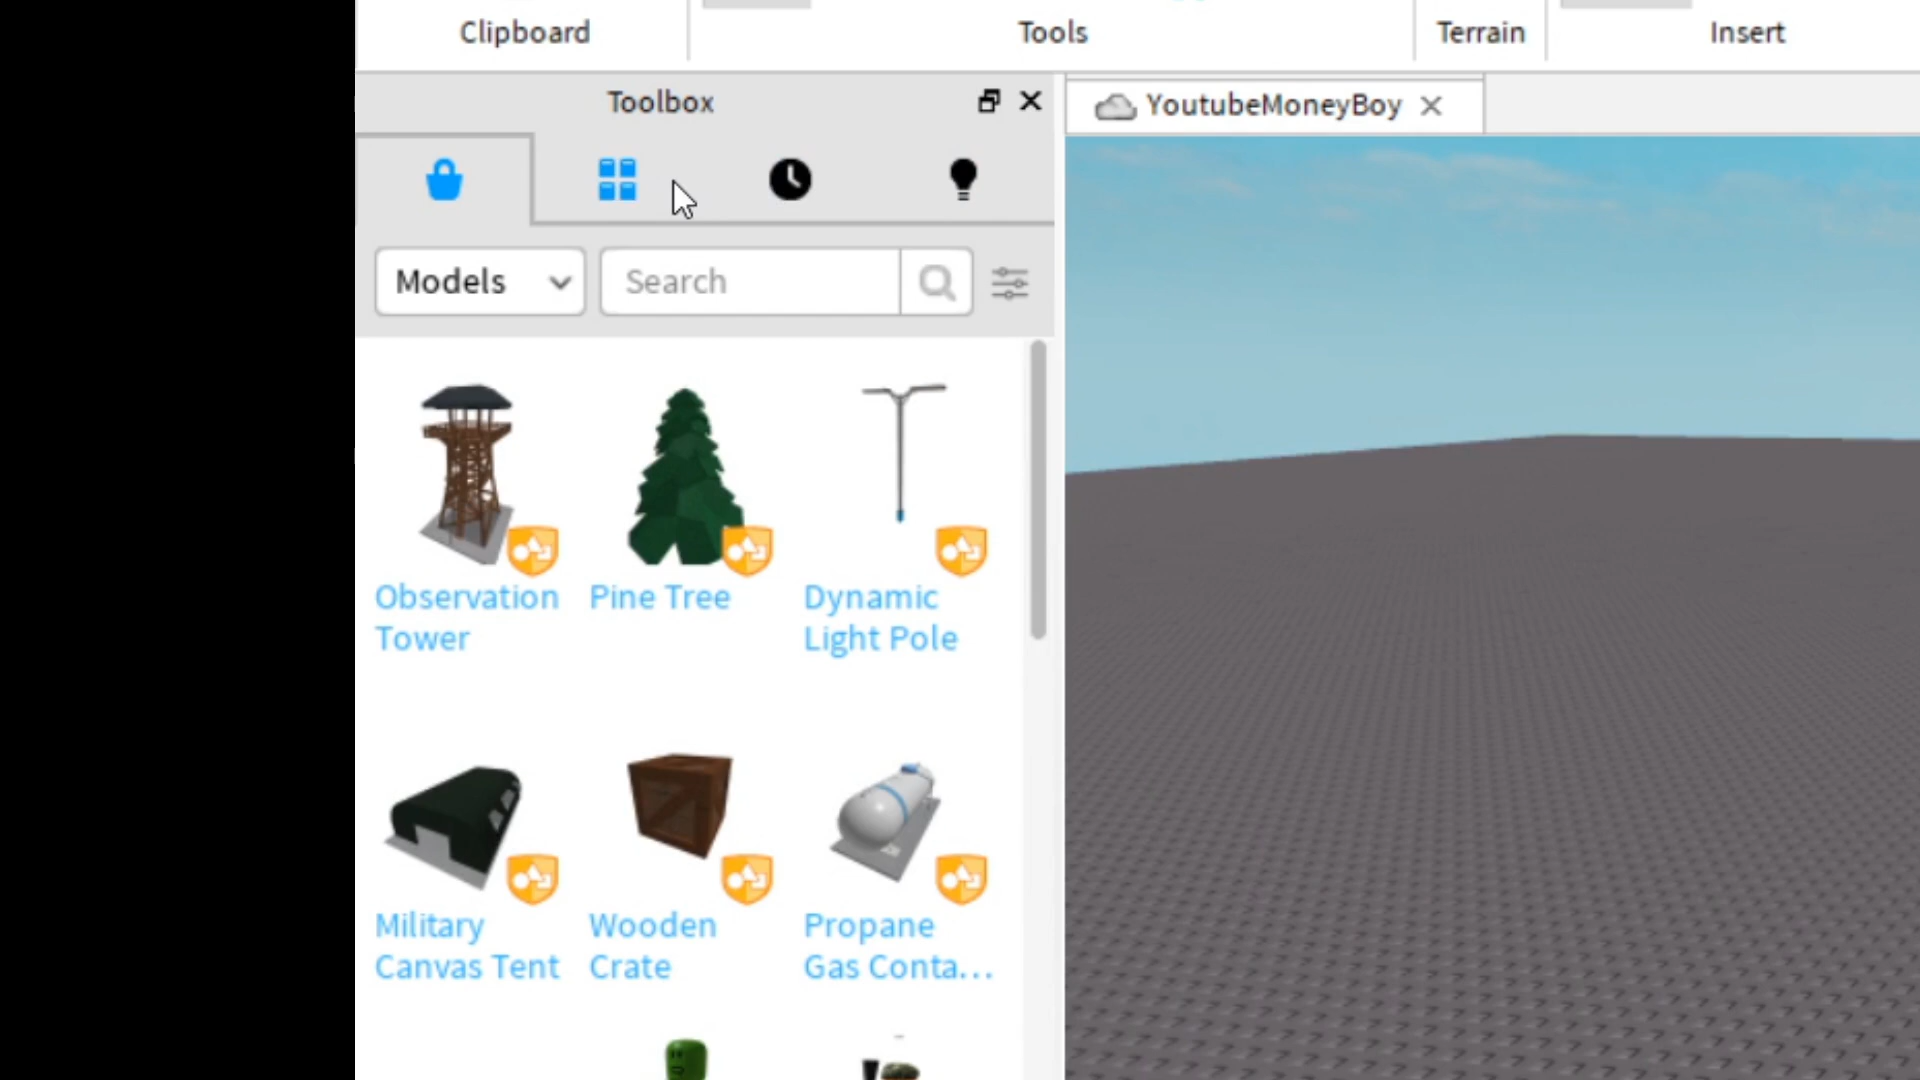 Clipboard
Tools
Terrain
Insert
Toolbox
YoutubeMoneyBoy
Models
Search
Observation
Tower
Pine Tree
Dynamic
Light Pole
Military
Canvas Tent
Wooden
Crate
Propane
Gas Conta...